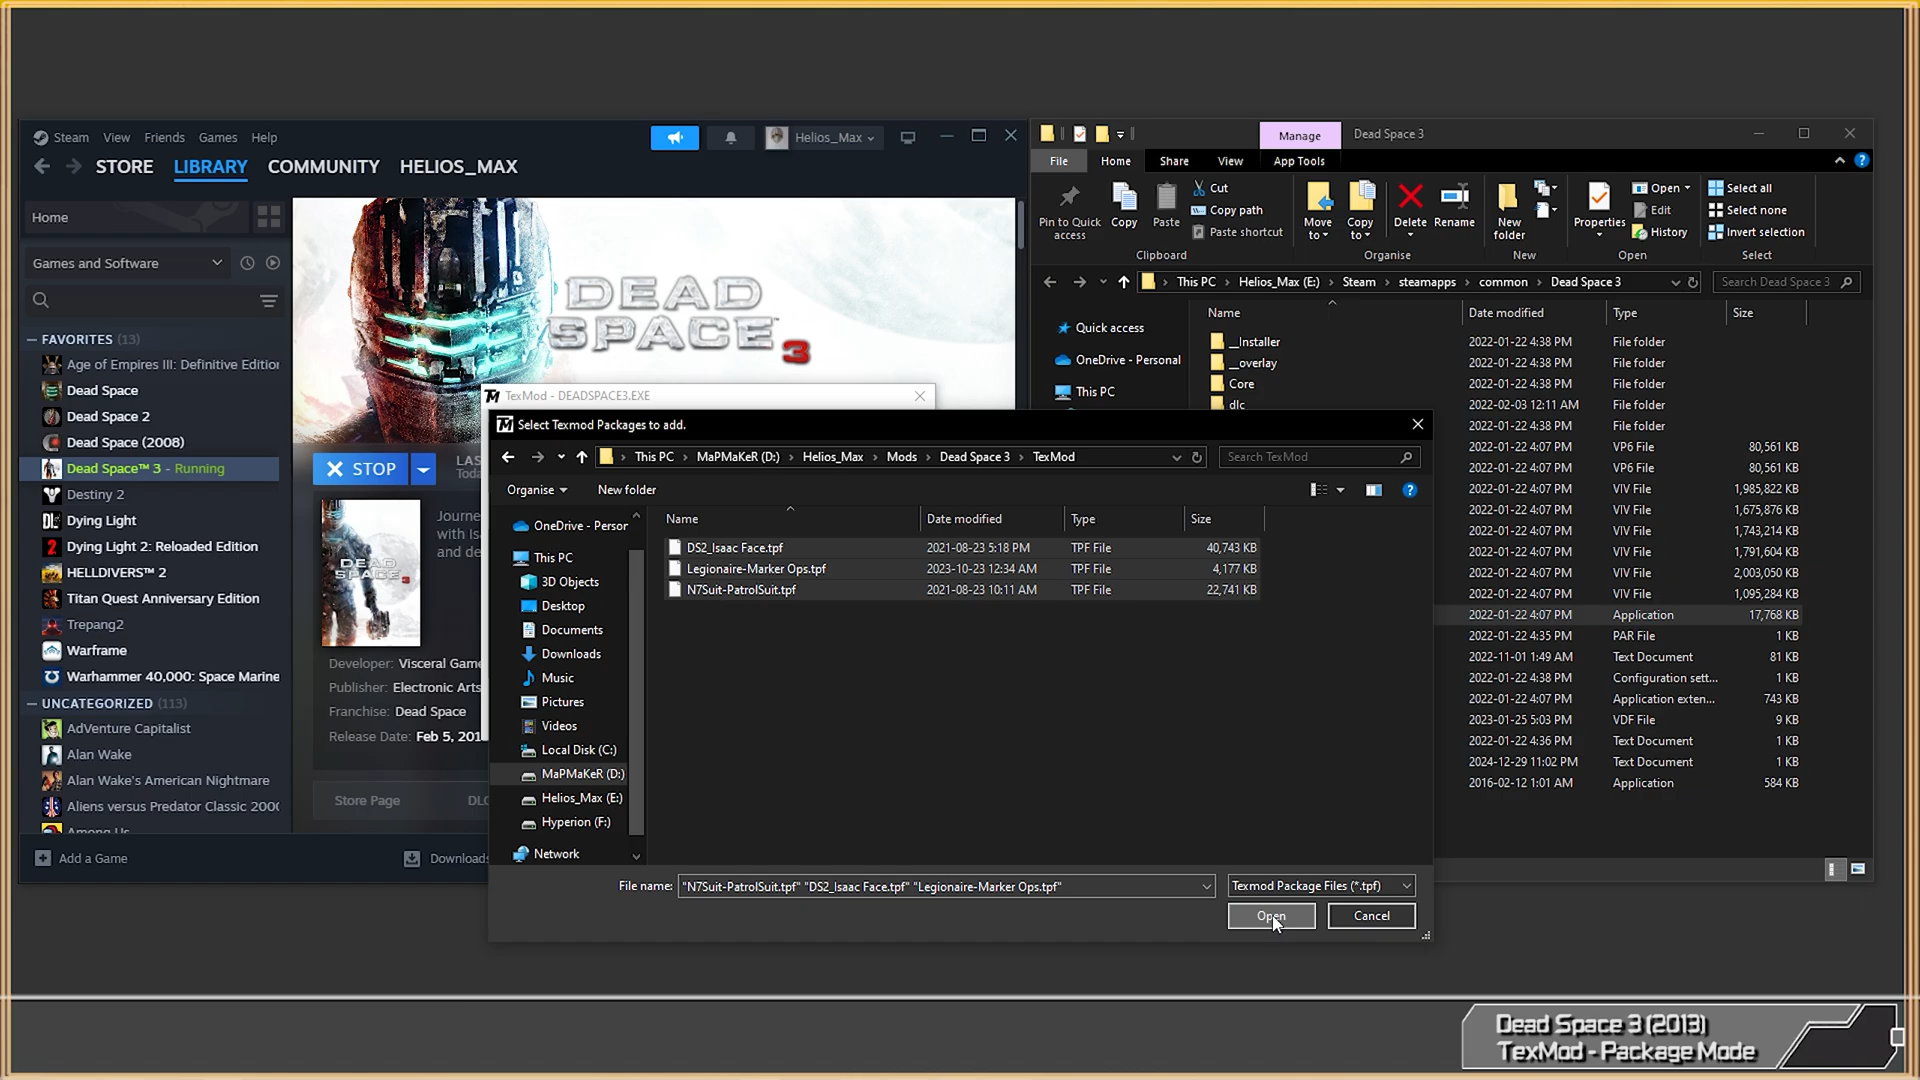 Steam View Friends Games Help
Helios_Max
STORE LIBRARY COMMUNITY HELIOS_MAX
Home
Games and Software
FAVORITES (13)
Age of Empires III: Definitive Editior
Dead Space
Dead Space 2
Dead Space (2008)
Dead Space™ 3 - Running
Destiny 2
Dying Light
Dying Light 2: Reloaded Edition
HELLDIVERS™ 2
Titan Quest Anniversary Edition
Trepang2
Warframe
Warhammer 40,000: Space Marine
UNCATEGORIZED (113)
AdVenture Capitalist
Alan Wake
Alan Wake's American Nightmare
Aliens versus Predator Classic 2000
Among Us
Add a Game
Downloads
DEAD
SPACE™ 3
STOP
LAS
Toda
DEAD
SPACE 3
Journe
with Is
and de
Developer: Visceral Game
Publisher: Electronic Arts
Franchise: Dead Space
Release Date: Feb 5, 201
Store Page
DLC
TexMod - DEADSPACE3.EXE
Select Texmod Packages to add.
This PC › MaPMaKeR (D:) › Helios_Max › Mods › Dead Space 3 › TexMod
Search TexMod
Organise New folder
OneDrive - Persor
This PC
3D Objects
Desktop
Documents
Downloads
Music
Pictures
Videos
Local Disk (C:)
MaPMaKeR (D:)
Helios_Max (E:)
Hyperion (F:)
Network
Name Date modified Type Size
DS2_Isaac Face.tpf 2021-08-23 5:18 PM TPF File 40,743 KB
Legionaire-Marker Ops.tpf 2023-10-23 12:34 AM TPF File 4,177 KB
N7Suit-PatrolSuit.tpf 2021-08-23 10:11 AM TPF File 22,741 KB
File name: "N7Suit-PatrolSuit.tpf" "DS2_Isaac Face.tpf" "Legionaire-Marker Ops.tpf"
Texmod Package Files (*.tpf)
Open Cancel
Manage Dead Space 3
File Home Share View App Tools
Pin to Quick
access
Copy
Paste
Cut
Copy path
Paste shortcut
Clipboard
Move
to
Copy
to
Delete
Rename
Organise
New
folder
New
Properties
Open
Edit
History
Open
Select all
Select none
Invert selection
Select
This PC › Helios_Max (E:) › Steam › steamapps › common › Dead Space 3
Search Dead Space 3
Quick access
OneDrive - Personal
This PC
Name Date modified Type Size
__Installer 2022-01-22 4:38 PM File folder
__overlay 2022-01-22 4:38 PM File folder
Core 2022-01-22 4:38 PM File folder
dlc 2022-02-03 12:11 AM File folder
2022-01-22 4:38 PM File folder
2022-01-22 4:07 PM VP6 File 80,561 KB
2022-01-22 4:07 PM VP6 File 80,561 KB
2022-01-22 4:07 PM VIV File 1,985,822 KB
2022-01-22 4:07 PM VIV File 1,675,876 KB
2022-01-22 4:07 PM VIV File 1,743,214 KB
2022-01-22 4:07 PM VIV File 1,791,604 KB
2022-01-22 4:07 PM VIV File 2,003,050 KB
2022-01-22 4:07 PM VIV File 1,095,284 KB
2022-01-22 4:07 PM Application 17,768 KB
2022-01-22 4:35 PM PAR File 1 KB
2022-11-01 1:49 AM Text Document 81 KB
2022-01-22 4:38 PM Configuration sett... 1 KB
2022-01-22 4:07 PM Application exten... 743 KB
2023-01-25 5:03 PM VDF File 9 KB
2022-01-22 4:36 PM Text Document 1 KB
2024-12-29 11:02 PM Text Document 1 KB
2016-02-12 1:01 AM Application 584 KB
Dead Space 3 (2013)
TexMod - Package Mode